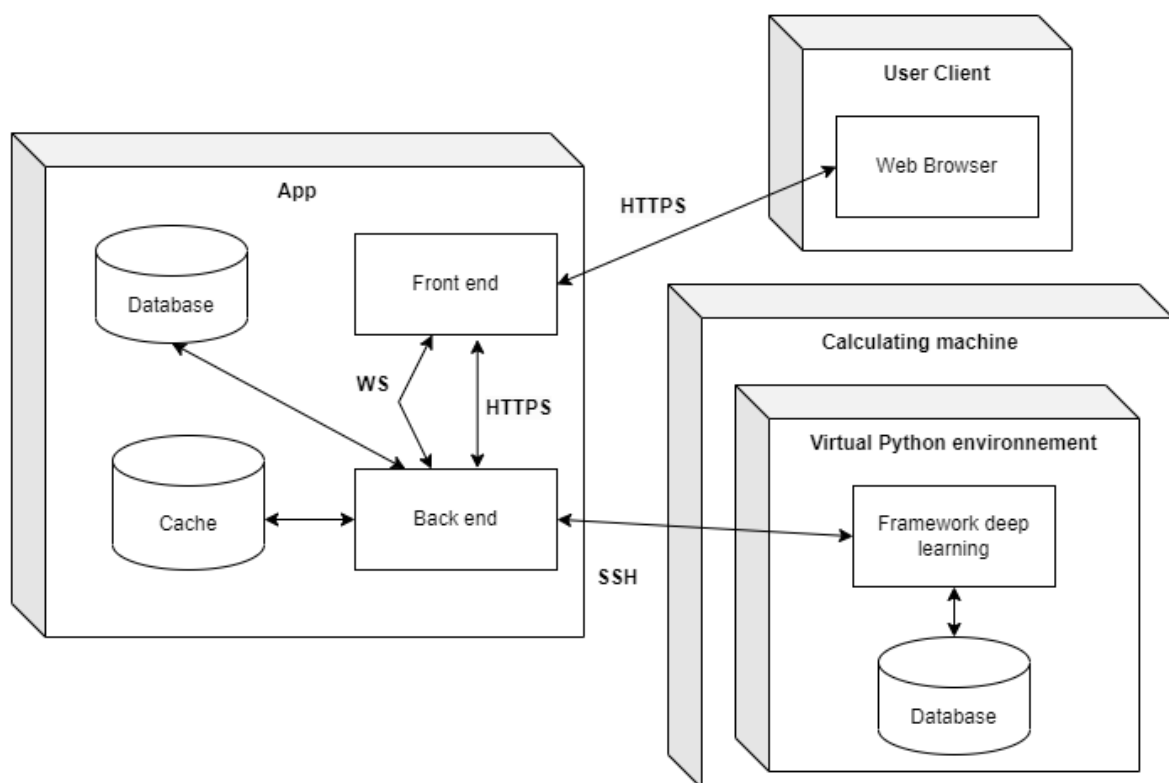 User Client
Web Browser
App
HTTPS
Database
Front end
WS
HTTPS
Cache
Back end
SSH
Calculating machine
Virtual Python environnement
Framework deep
learning
Database